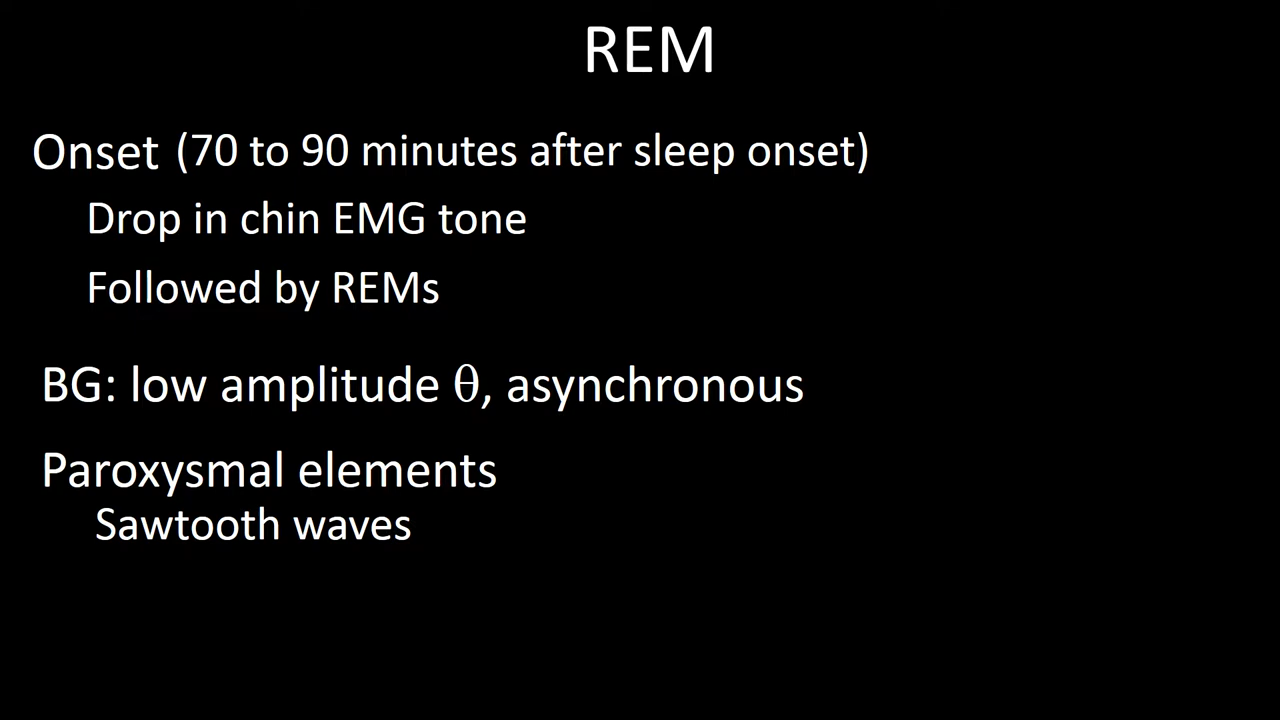 REM
Onset (70 to 90 minutes after sleep onset)
Drop in chin EMG tone
Followed by REMs
BG: low amplitude θ, asynchronous
Paroxysmal elements
Sawtooth waves